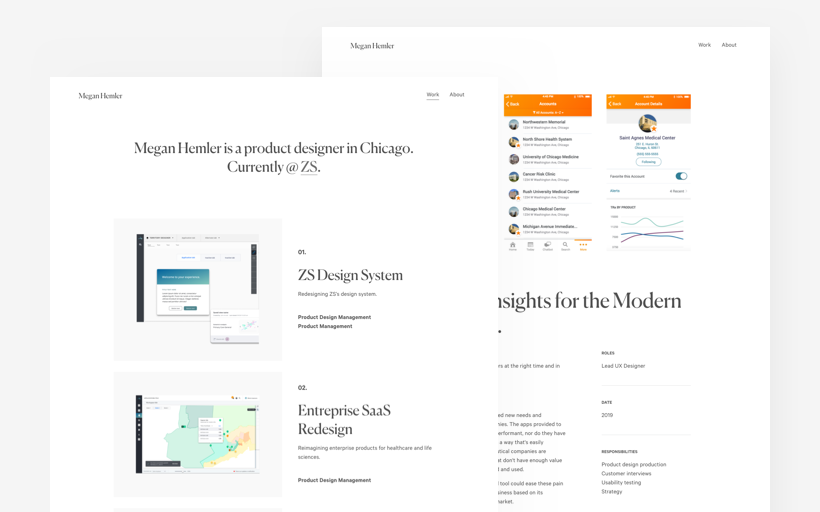 Megan Hemler
Work About
Megan Hemler
Work About
Megan Hemler is a product designer in Chicago.
Currently @ ZS.
01.
ZS Design System
Redesigning ZS's design system.
Product Design Management
Product Management
02.
Entreprise SaaS
Redesign
Reimagining enterprise products for healthcare and life
sciences.
Product Design Management
Back
Accounts
Northwestern Memorial
North Shore Health System
University of Chicago Medicine
Cancer Risk Clinic
Rush University Medical Center
Chicago Medical Center
Michigan Avenue Immediate...
Back
Account Details
Saint Agnes Medical Center
Following
Favorite this Account
Alerts
TRx BY PRODUCT
nsights for the Modern
.
rs at the right time and in
ed new needs and
s. The apps provided to
erformant, nor do they have
a way that's easily
utical companies are
at don't have enough value
d and used.
tool could ease these pain
siness based on its
narket.
ROLES
Lead UX Designer
DATE
2019
RESPONSIBILITIES
Product design production
Customer interviews
Usability testing
Strategy